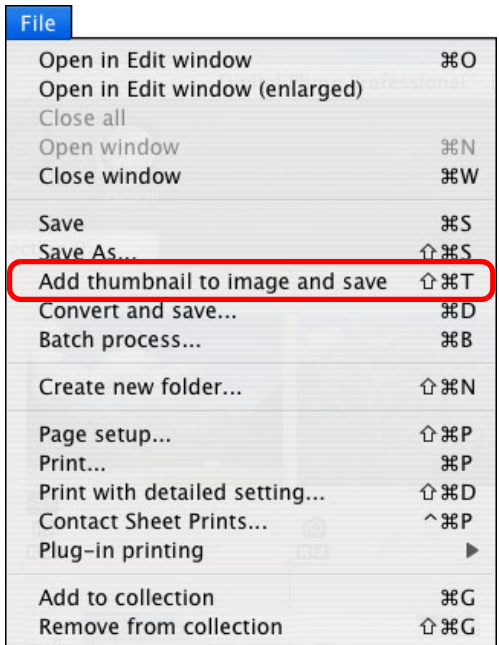 File
Open in Edit window ⌘O
Open in Edit window (enlarged)
Close all
Open window ⌘N
Close window ⌘W
Save ⌘S
Save As... ⇧⌘S
Add thumbnail to image and save ⇧⌘T
Convert and save... ⌘D
Batch process... ⌘B
Create new folder... ⇧⌘N
Page setup... ⇧⌘P
Print... ⌘P
Print with detailed setting... ⇧⌘D
Contact Sheet Prints... ^⌘P
Plug-in printing ▶
Add to collection ⌘G
Remove from collection ⇧⌘G